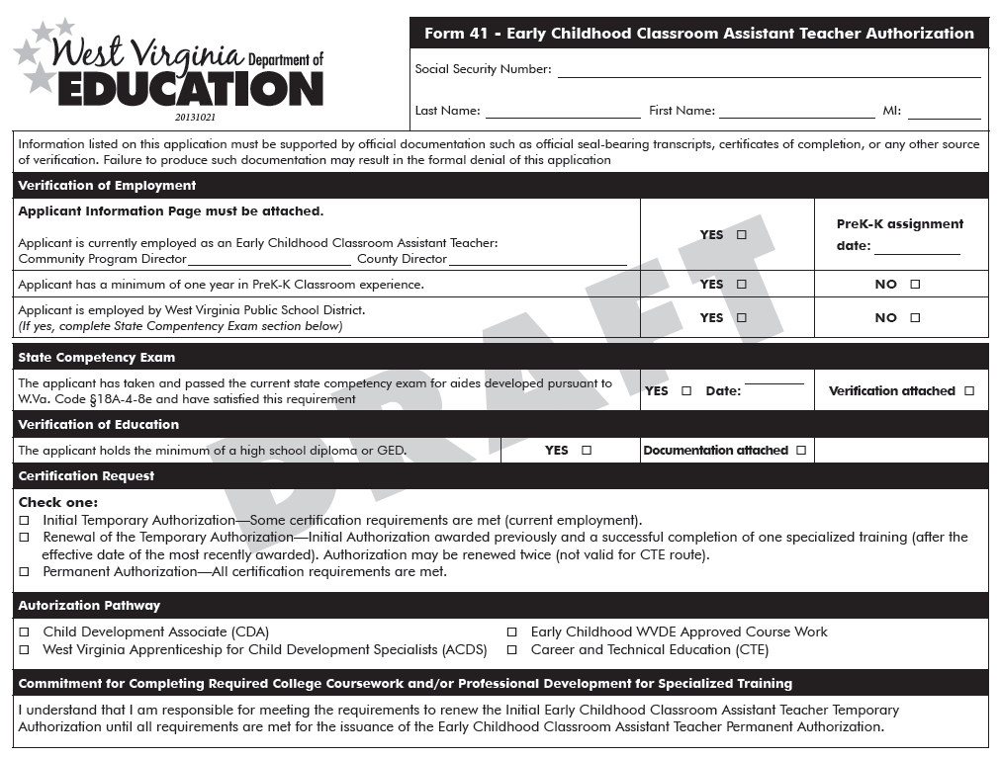 West Virginia Department of
EDUCATION
20131021
Form 41 - Early Childhood Classroom Assistant Teacher Authorization
Social Security Number:
Last Name: First Name: MI:
Information listed on this application must be supported by official documentation such as official seal-bearing transcripts, certificates of completion, or any other source
of verification. Failure to produce such documentation may result in the formal denial of this application
Verification of Employment
Applicant Information Page must be attached.
Applicant is currently employed as an Early Childhood Classroom Assistant Teacher:
Community Program Director County Director
YES
PreK-K assignment
date:
Applicant has a minimum of one year in PreK-K Classroom experience.
YES
NO
Applicant is employed by West Virginia Public School District.
(If yes, complete State Compentency Exam section below)
YES
NO
State Competency Exam
The applicant has taken and passed the current state competency exam for aides developed pursuant to
W.Va. Code §18A-4-8e and have satisfied this requirement
YES Date:
Verification attached
Verification of Education
The applicant holds the minimum of a high school diploma or GED.
YES
Documentation attached
Certification Request
Check one:
Initial Temporary Authorization—Some certification requirements are met (current employment).
Renewal of the Temporary Authorization—Initial Authorization awarded previously and a successful completion of one specialized training (after the
effective date of the most recently awarded). Authorization may be renewed twice (not valid for CTE route).
Permanent Authorization—All certification requirements are met.
Autorization Pathway
Child Development Associate (CDA)
Early Childhood WVDE Approved Course Work
West Virginia Apprenticeship for Child Development Specialists (ACDS)
Career and Technical Education (CTE)
Commitment for Completing Required College Coursework and/or Professional Development for Specialized Training
I understand that I am responsible for meeting the requirements to renew the Initial Early Childhood Classroom Assistant Teacher Temporary
Authorization until all requirements are met for the issuance of the Early Childhood Classroom Assistant Teacher Permanent Authorization.
DRAFT